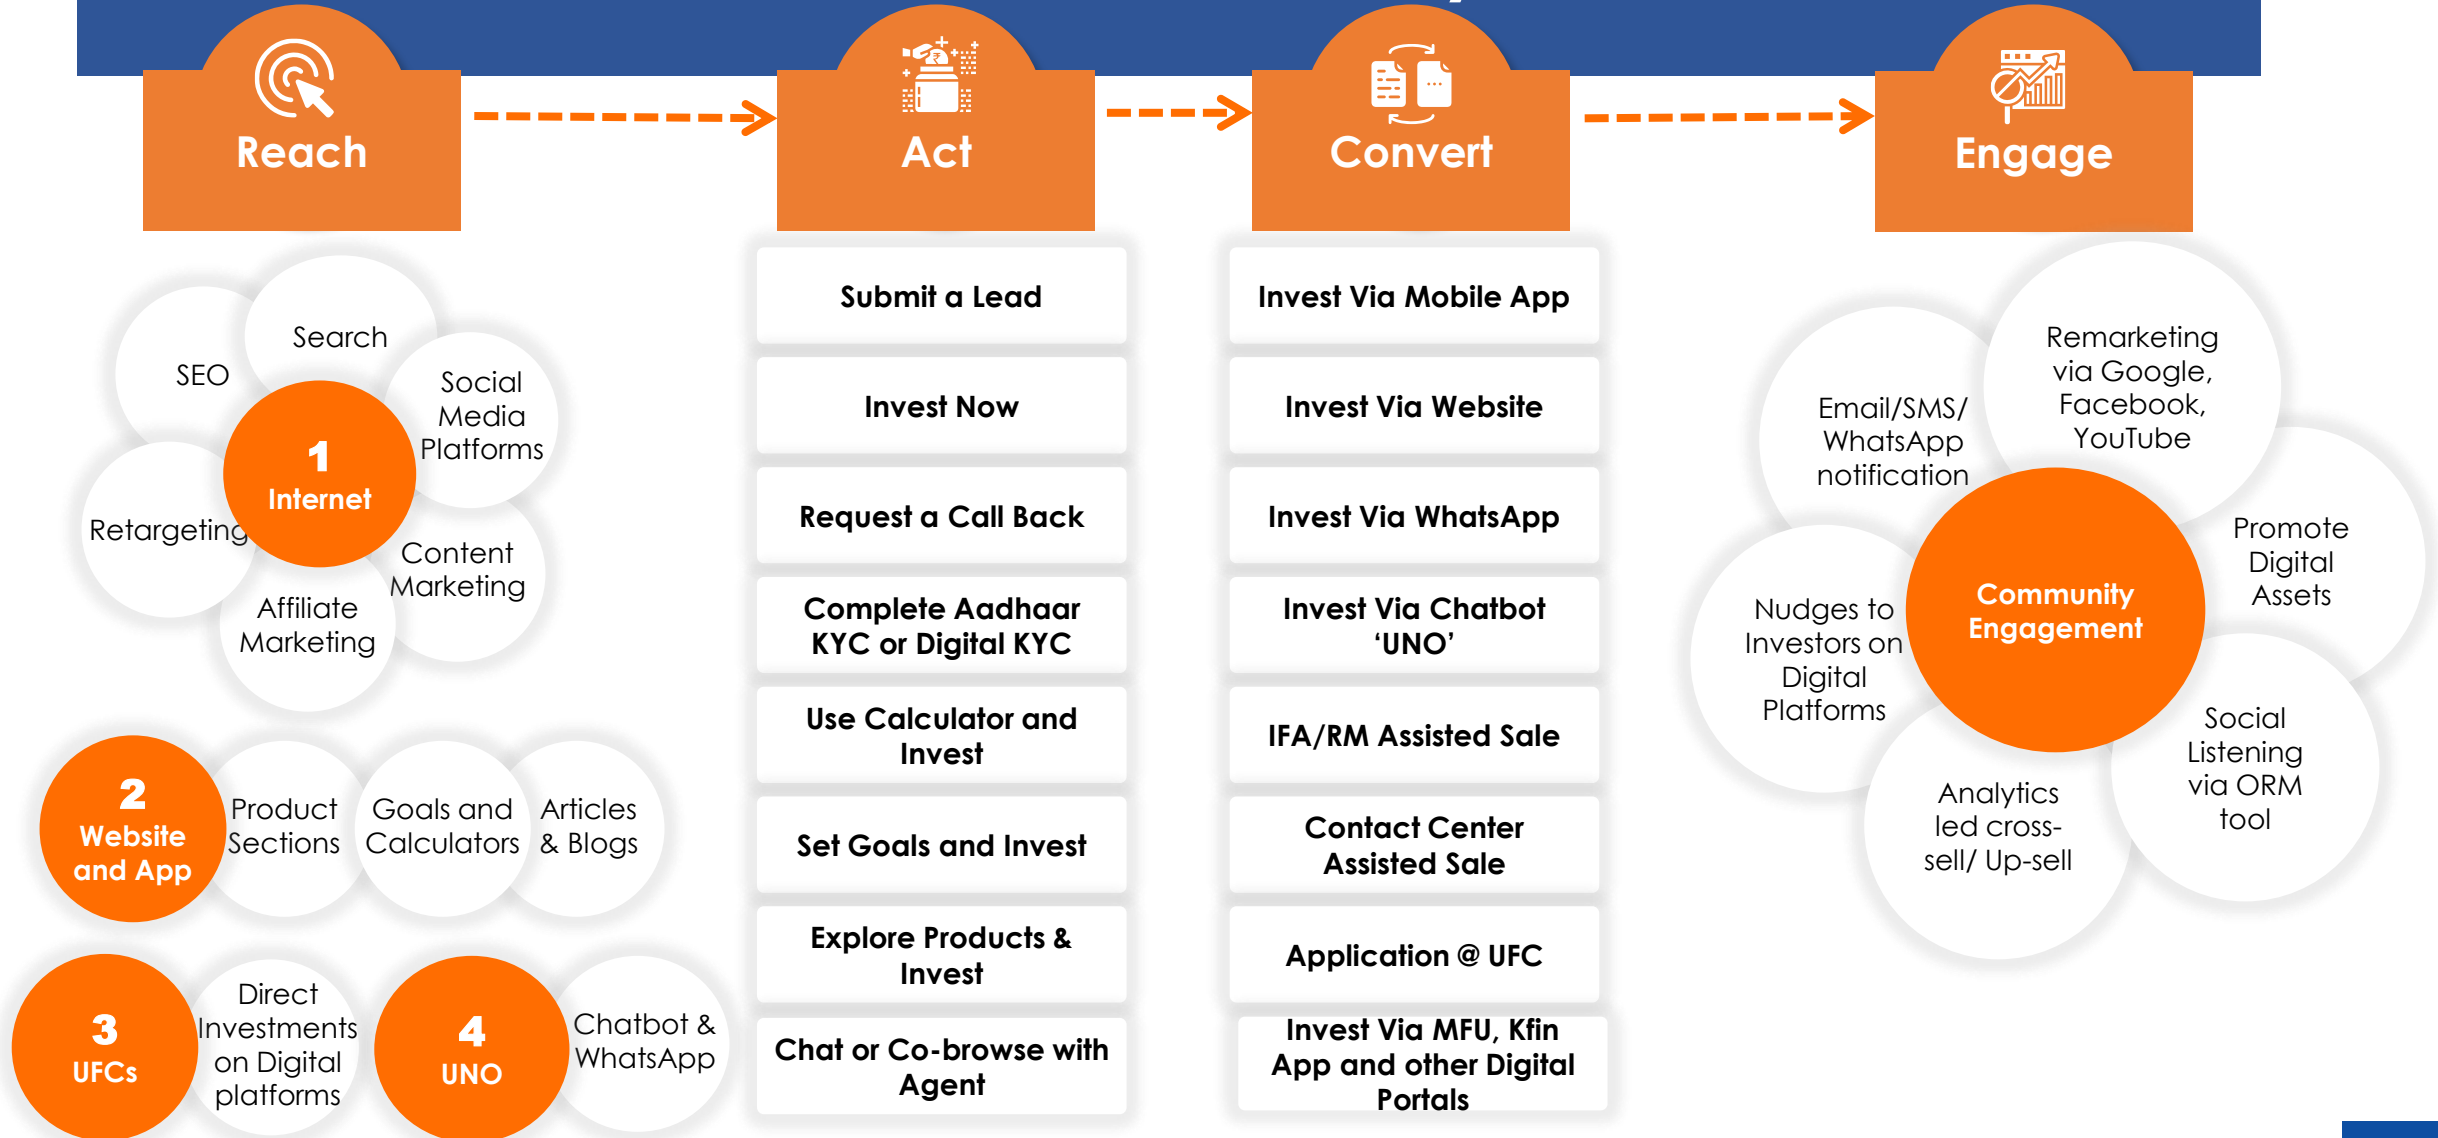 Reach
Act
Convert
Engage
SEO
Search
Social
Media
Platforms
1
Internet
Retargeting
Content
Marketing
Affiliate
Marketing
2
Website
and App
Product
Sections
Goals and
Calculators
Articles
& Blogs
3
UFCs
Direct
Investments
on Digital
platforms
4
UNO
Chatbot &
WhatsApp
Submit a Lead
Invest Now
Request a Call Back
Complete Aadhaar
KYC or Digital KYC
Use Calculator and
Invest
Set Goals and Invest
Explore Products &
Invest
Chat or Co-browse with
Agent
Invest Via Mobile App
Invest Via Website
Invest Via WhatsApp
Invest Via Chatbot
‘UNO’
IFA/RM Assisted Sale
Contact Center
Assisted Sale
Application @ UFC
Invest Via MFU, Kfin
App and other Digital
Portals
Remarketing
via Google,
Facebook,
YouTube
Email/SMS/
WhatsApp
notification
Promote
Digital
Assets
Community
Engagement
Nudges to
Investors on
Digital
Platforms
Social
Listening
via ORM
tool
Analytics
led cross-
sell/ Up-sell